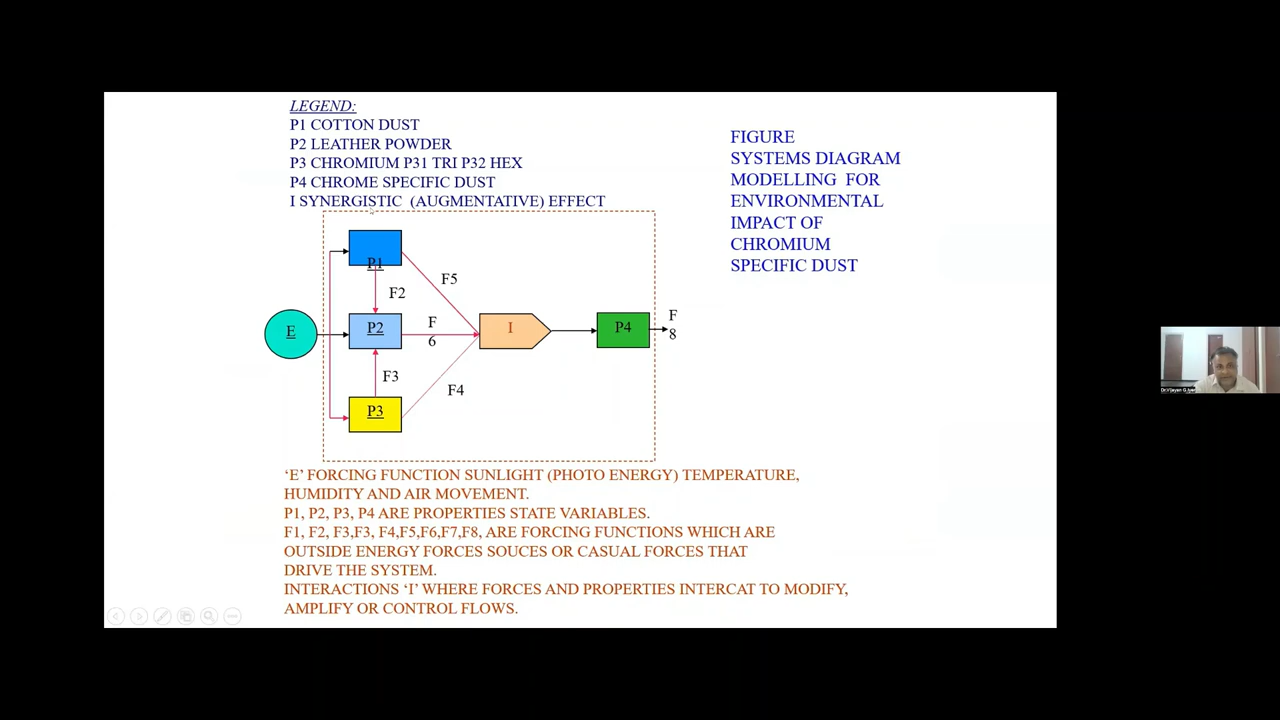 LEGEND:
P1 COTTON DUST
P2 LEATHER POWDER
P3 CHROMIUM P31 TRI P32 HEX
P4 CHROME SPECIFIC DUST
I SYNERGISTIC (AUGMENTATIVE) EFFECT
FIGURE
SYSTEMS DIAGRAM
MODELLING FOR
ENVIRONMENTAL
IMPACT OF
CHROMIUM
SPECIFIC DUST
P1
F5
F2
E
P2
F
6
I
P4
F
8
F3
F4
P3
‘E’ FORCING FUNCTION SUNLIGHT (PHOTO ENERGY) TEMPERATURE,
HUMIDITY AND AIR MOVEMENT.
P1, P2, P3, P4 ARE PROPERTIES STATE VARIABLES.
F1, F2, F3,F3, F4,F5,F6,F7,F8, ARE FORCING FUNCTIONS WHICH ARE
OUTSIDE ENERGY FORCES SOUCES OR CASUAL FORCES THAT
DRIVE THE SYSTEM.
INTERACTIONS ‘I’ WHERE FORCES AND PROPERTIES INTERCAT TO MODIFY,
AMPLIFY OR CONTROL FLOWS.